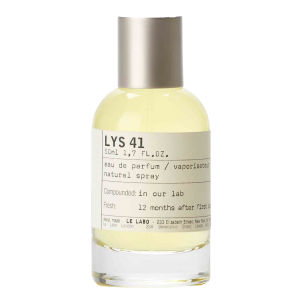 LYS 41
50ml 1,7 FL.OZ.
eau de parfum / vaporisateur
natural spray
Compounded: in our lab
Fresh: 12 months after first
LE LABO